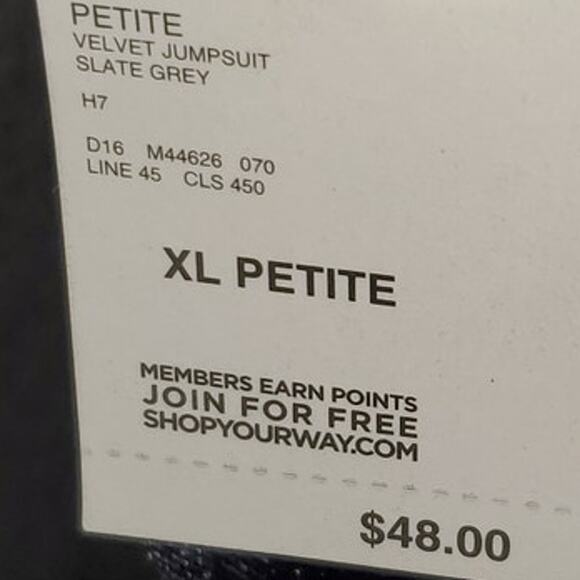 PETITE
VELVET JUMPSUIT
SLATE GREY
H7
D16 M44626 070
LINE 45 CLS 450
XL PETITE
MEMBERS EARN POINTS
JOIN FOR FREE
SHOPYOURWAY.COM
$48.00